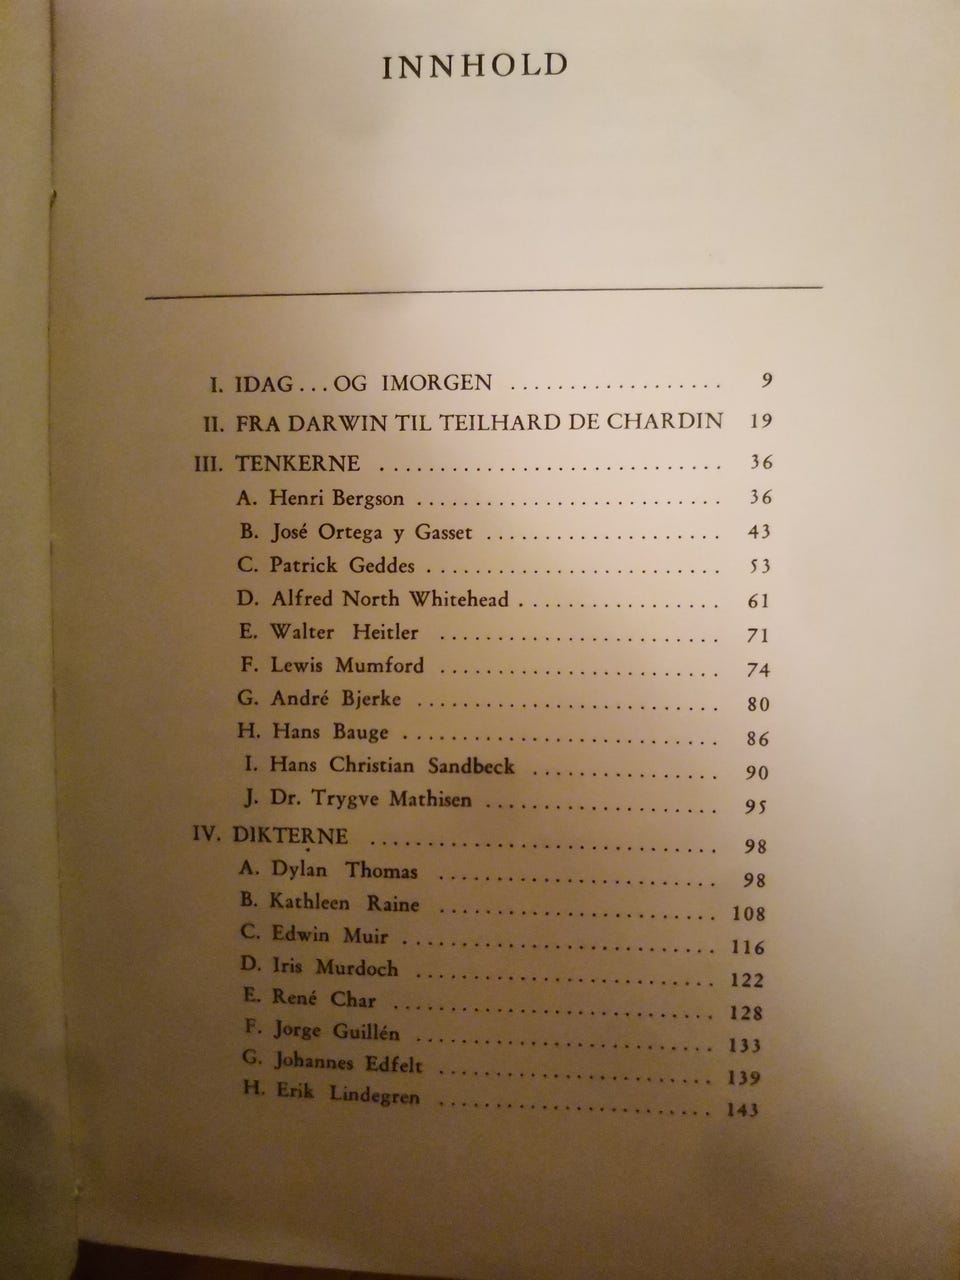 INNHOLD
I. IDAG... OG IMORGEN .................. 9
II. FRA DARWIN TIL TEILHARD DE CHARDIN 19
III. TENKERNE ............................. 36
A. Henri Bergson ......................... 36
B. José Ortega y Gasset .................... 43
C. Patrick Geddes ......................... 53
D. Alfred North Whitehead .................. 61
E. Walter Heitler ........................ 71
F. Lewis Mumford ........................ 74
G. André Bjerke .......................... 80
H. Hans Bauge ........................... 86
I. Hans Christian Sandbeck ................ 90
J. Dr. Trygve Mathisen .................... 95
IV. DIKTERNE .............................. 98
A. Dylan Thomas ........................ 98
B. Kathleen Raine ........................ 108
C. Edwin Muir ........................... 116
D. Iris Murdoch .......................... 122
E. René Char ............................ 128
F. Jorge Guillén .......................... 133
G. Johannes Edfelt ........................ 139
H. Erik Lindegren ........................ 143